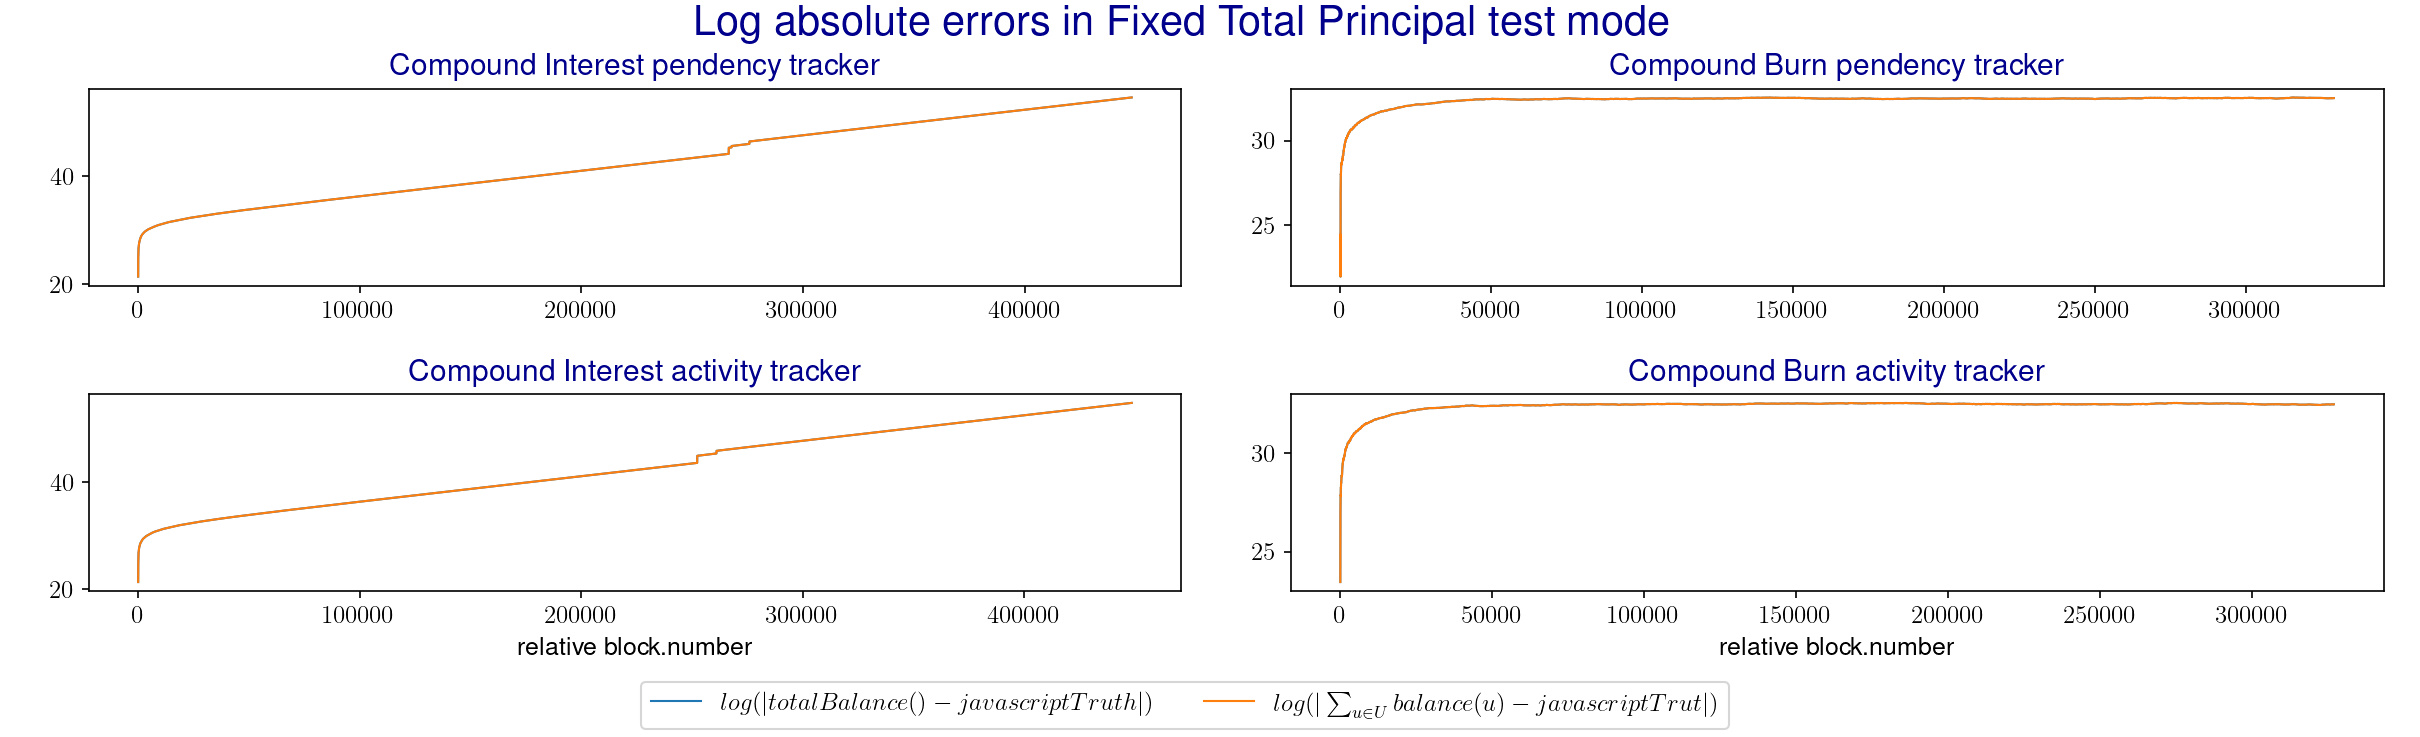 Log absolute errors in Fixed Total Principal test mode
Compound Interest pendency tracker
40
20
0 100000 200000 300000 400000
Compound Burn pendency tracker
30
25
0 50000 100000 150000 200000 250000 300000
Compound Interest activity tracker
40
20
0 100000 200000 300000 400000
relative block.number
Compound Burn activity tracker
30
25
0 50000 100000 150000 200000 250000 300000
relative block.number
log(|totalBalance() − javascriptTruth|)
log(| ∑u∈U balance(u) − javascriptTrut|)